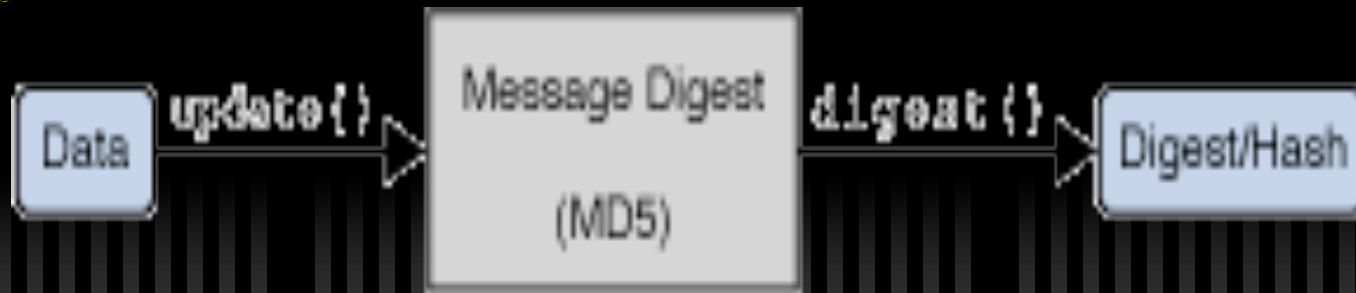 Data
update()
Message Digest
(MD5)
digest()
Digest/Hash